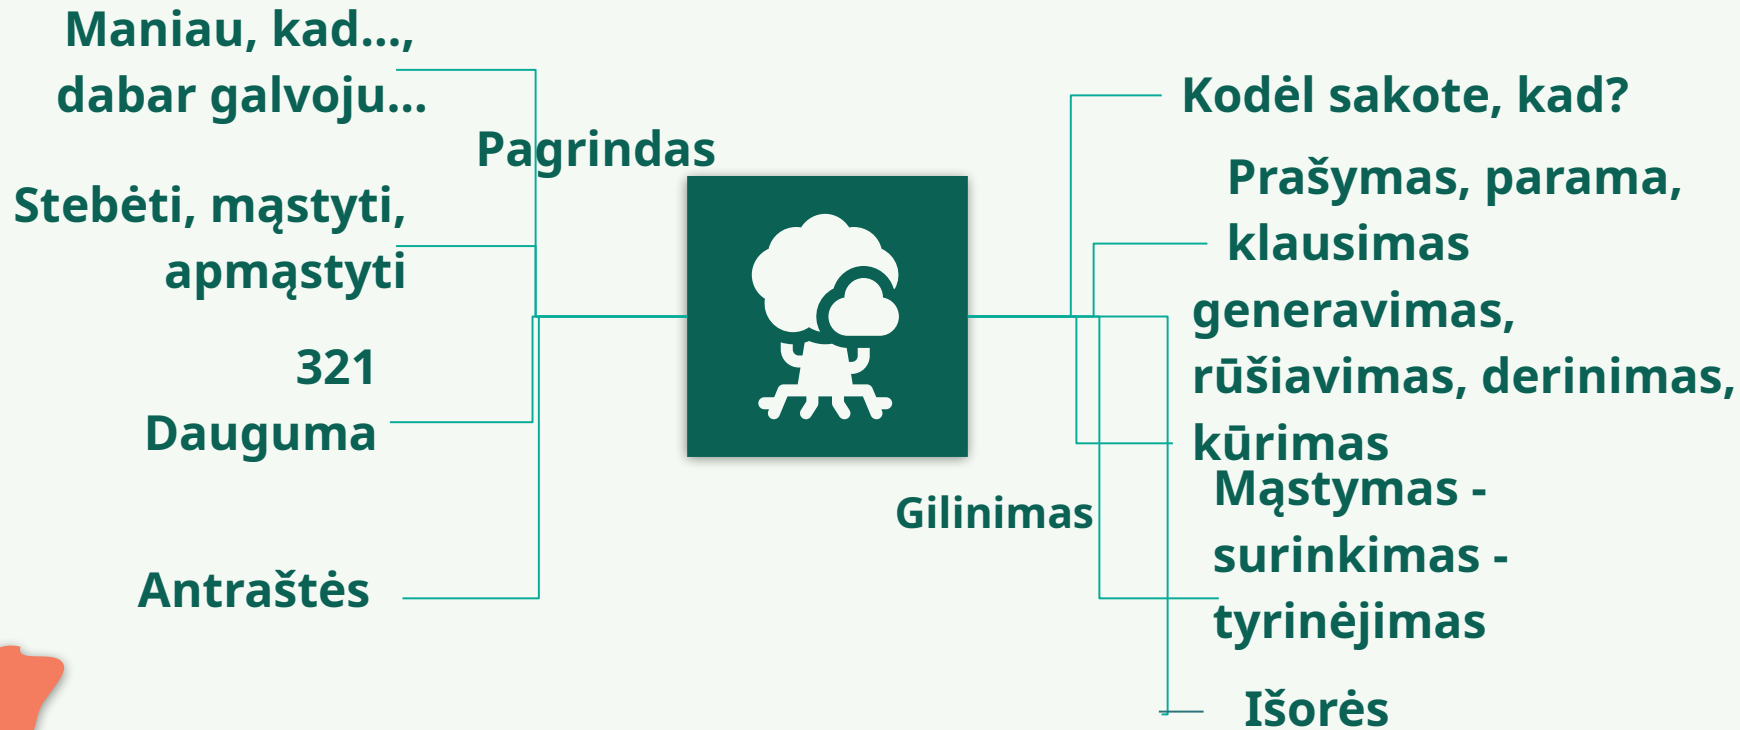 Maniau, kad...,
dabar galvoju...
Pagrindas
Stebėti, mąstyti,
apmąstyti
321
Dauguma
Antraštės
Kodėl sakote, kad?
Prašymas, parama,
klausimas
generavimas,
rūšiavimas, derinimas,
kūrimas
Gilinimas
Mąstymas -
surinkimas -
tyrinėjimas
Išorės